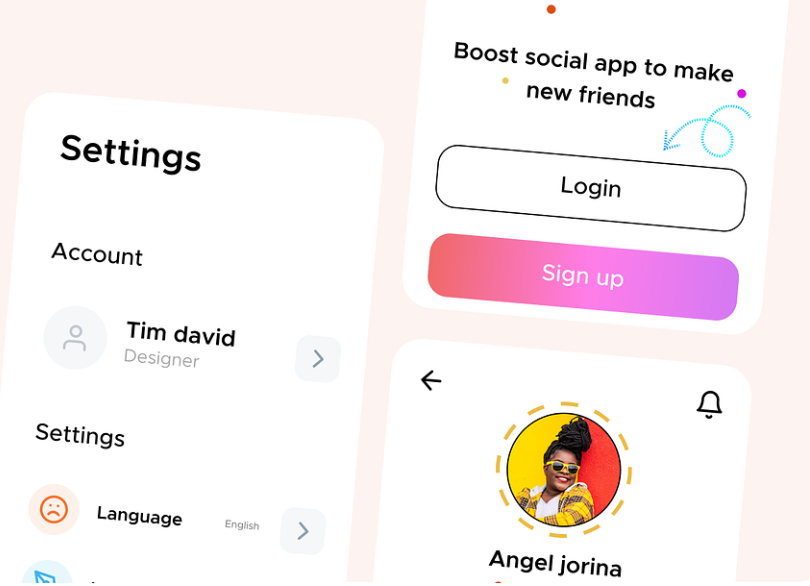 Settings
Account
Tim david
Designer
Settings
Language
English
Boost social app to make
new friends
Login
Sign up
Angel jorina